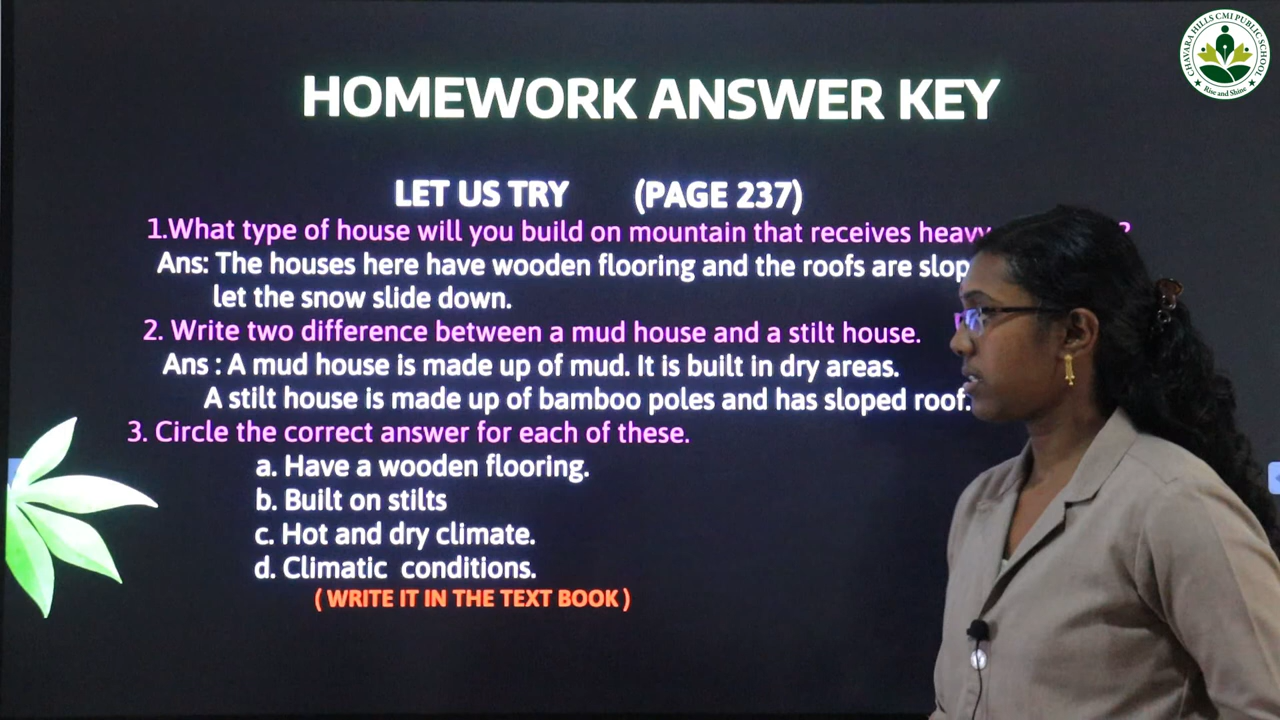 CHAVARA HILLS CMI PUBLIC SCHOOL
Rise and Shine
HOMEWORK ANSWER KEY
LET US TRY (PAGE 237)
1.What type of house will you build on mountain that receives heavy ?
Ans: The houses here have wooden flooring and the roofs are
let the snow slide down.
2. Write two difference between a mud house and a stilt house.
Ans : A mud house is made up of mud. It is built in dry areas.
A stilt house is made up of bamboo poles and has sloped roof.
3. Circle the correct answer for each of these.
a. Have a wooden flooring.
b. Built on stilts
c. Hot and dry climate.
d. Climatic conditions.
( WRITE IT IN THE TEXT BOOK )